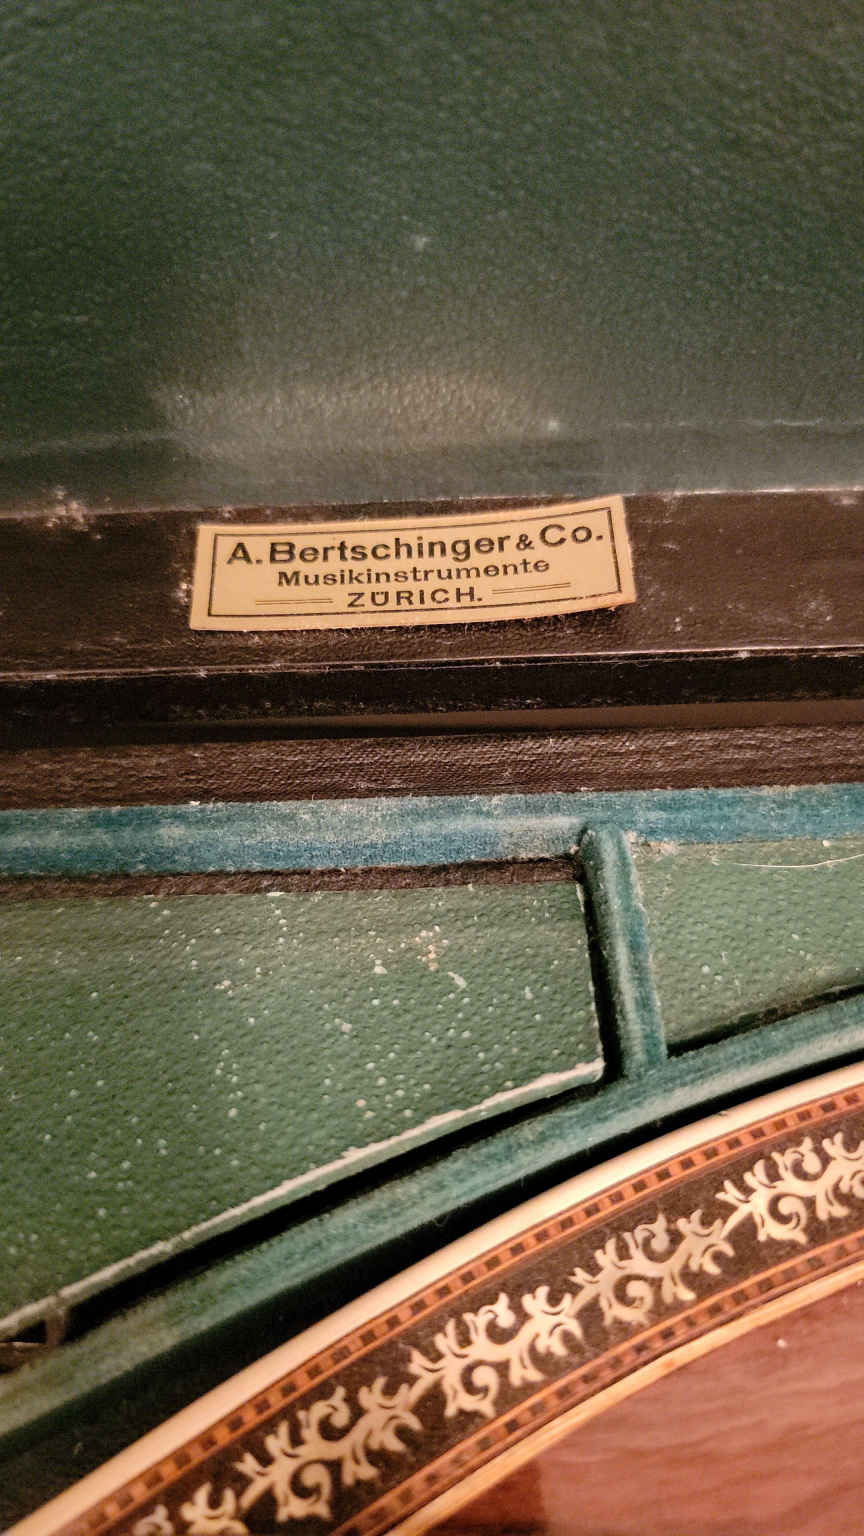 A. Bertschinger & Co.
Musikinstrumente
ZÜRICH.